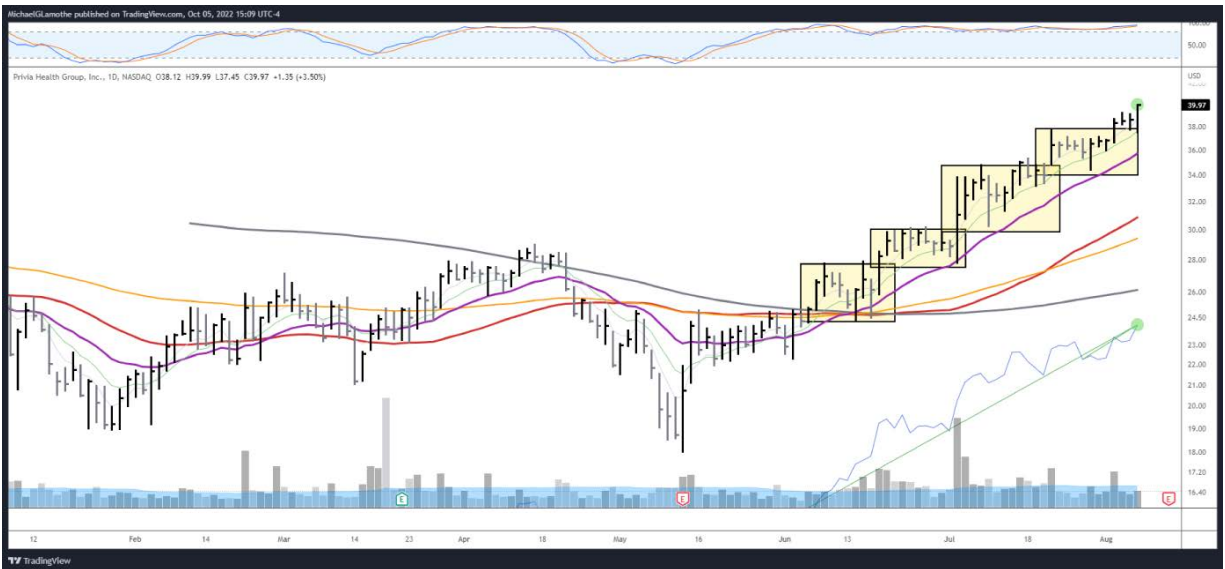 MichaelGLamothe published on TradingView.com, Oct 05, 2022 15:09 UTC-4
100.00
50.00
Privia Health Group, Inc., 1D, NASDAQ O38.12 H39.99 L37.45 C39.97 +1.35 (+3.50%)
USD
39.97
38.00
36.00
34.00
32.00
30.00
28.00
26.00
24.50
23.00
22.00
21.00
20.00
19.00
18.00
17.20
16.40
E
E
E
12 Feb 14 Mar 14 23 Apr 18 May 16 Jun 13 Jul 18 Aug
TradingView